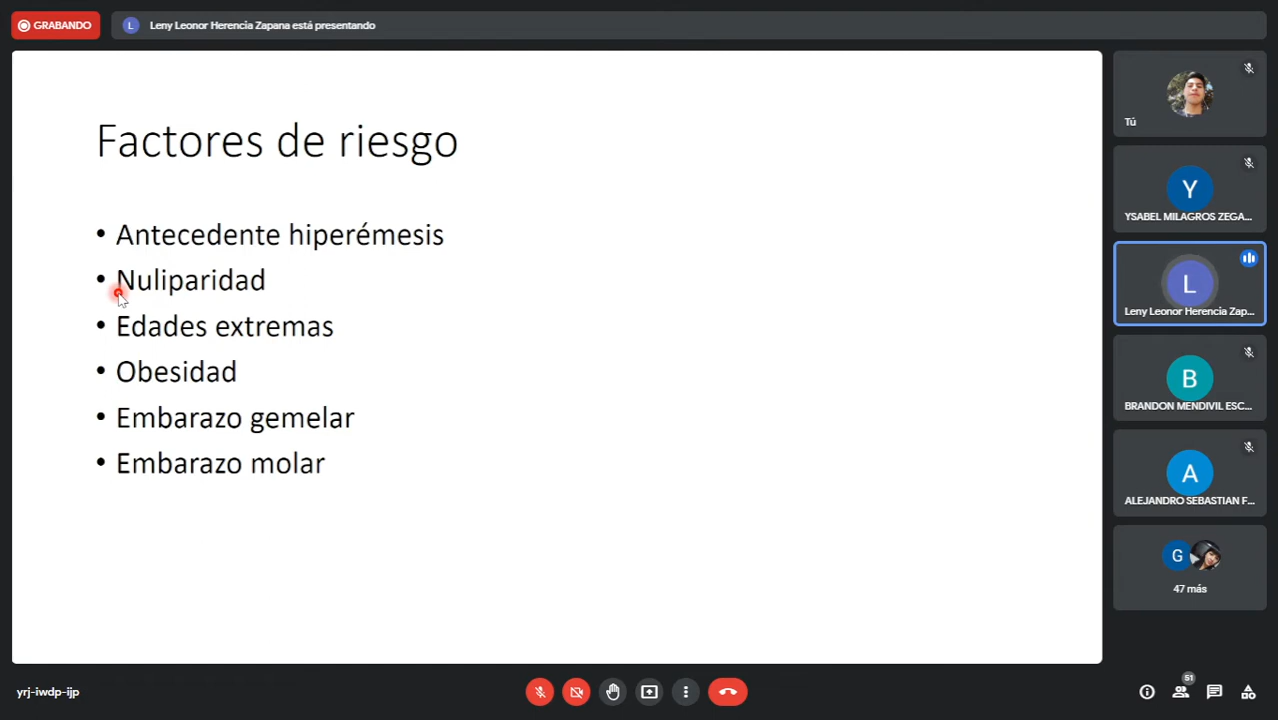 GRABANDO
L Leny Leonor Herencia Zapana está presentando
Factores de riesgo
• Antecedente hiperémesis
• Nuliparidad
• Edades extremas
• Obesidad
• Embarazo gemelar
• Embarazo molar
Tú
Y
YSABEL MILAGROS ZEGA...
L
Leny Leonor Herencia Zap...
B
BRANDON MENDIVIL ESC...
A
ALEJANDRO SEBASTIAN F...
G
47 más
yrj-iwdp-ijp
51